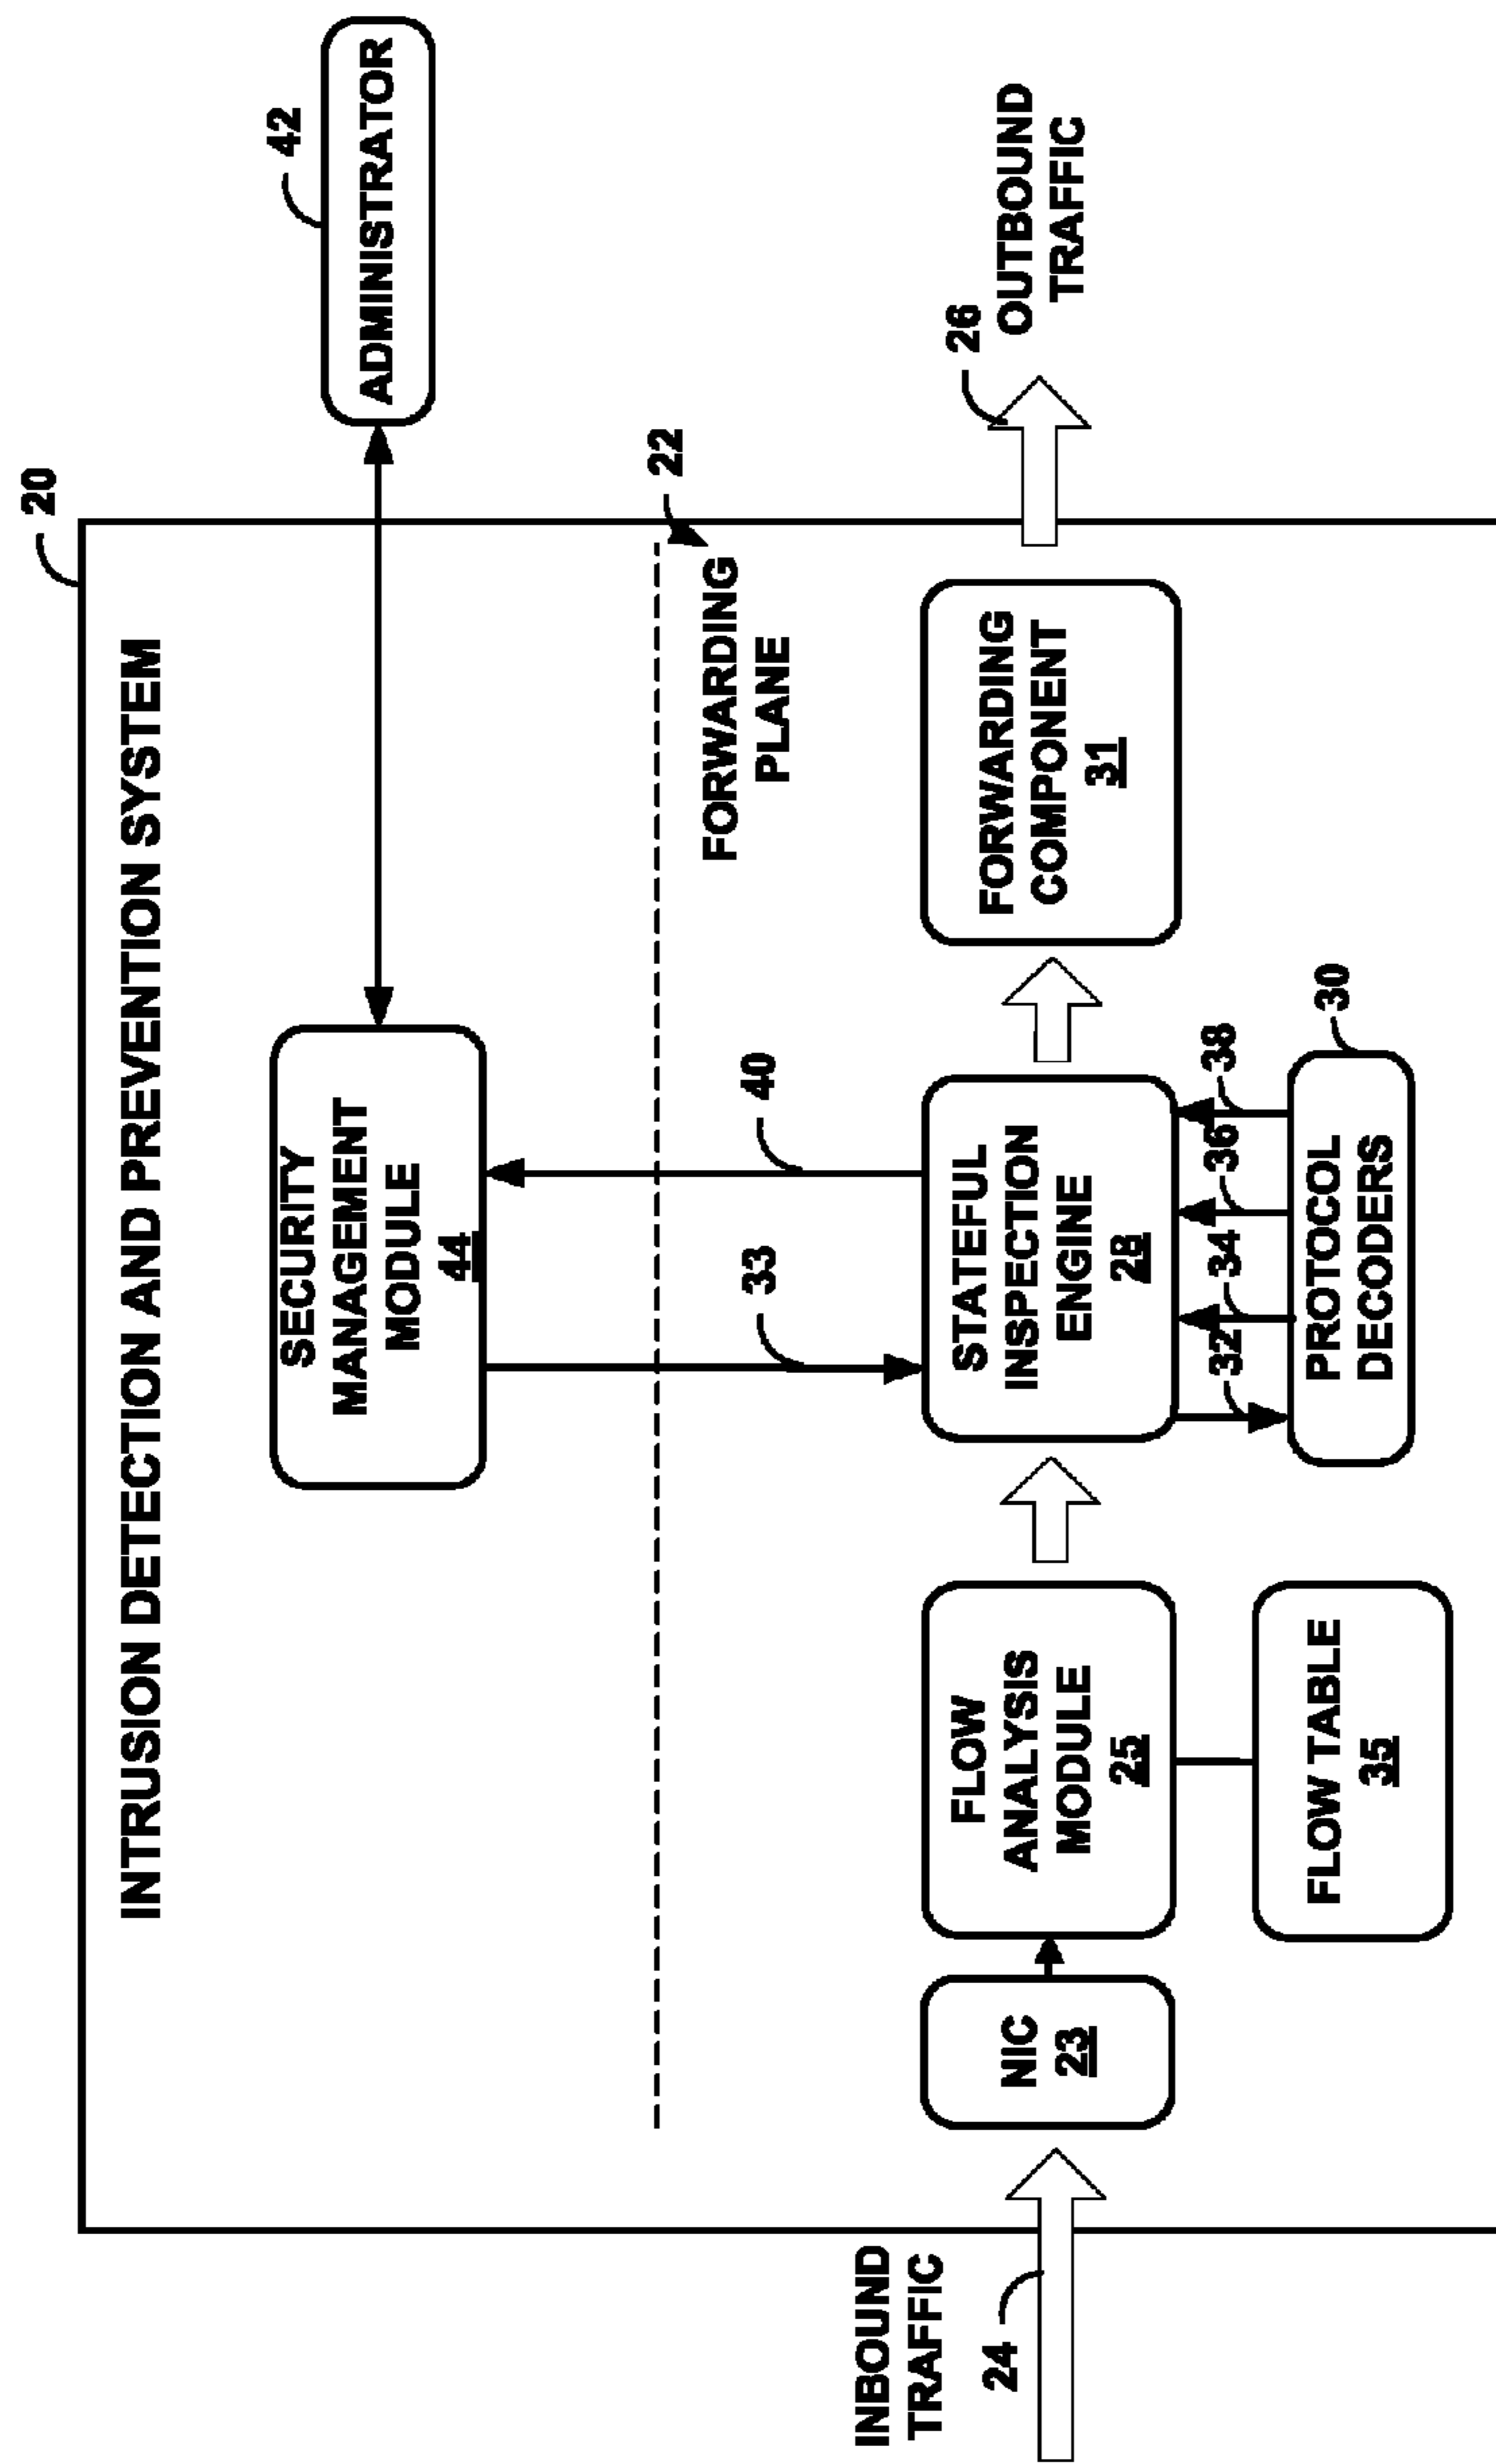 20
INTRUSION DETECTION AND PREVENTION SYSTEM
42
ADMINISTRATOR
SECURITY
MANAGEMENT
MODULE
44
22
FORWARDING
PLANE
33
40
INBOUND
TRAFFIC
24
NIC
23
FLOW
ANALYSIS
MODULE
25
STATEFUL
INSPECTION
ENGINE
28
FORWARDING
COMPONENT
31
26
OUTBOUND
TRAFFIC
32
34
36
38
30
FLOW TABLE
35
PROTOCOL
DECODERS